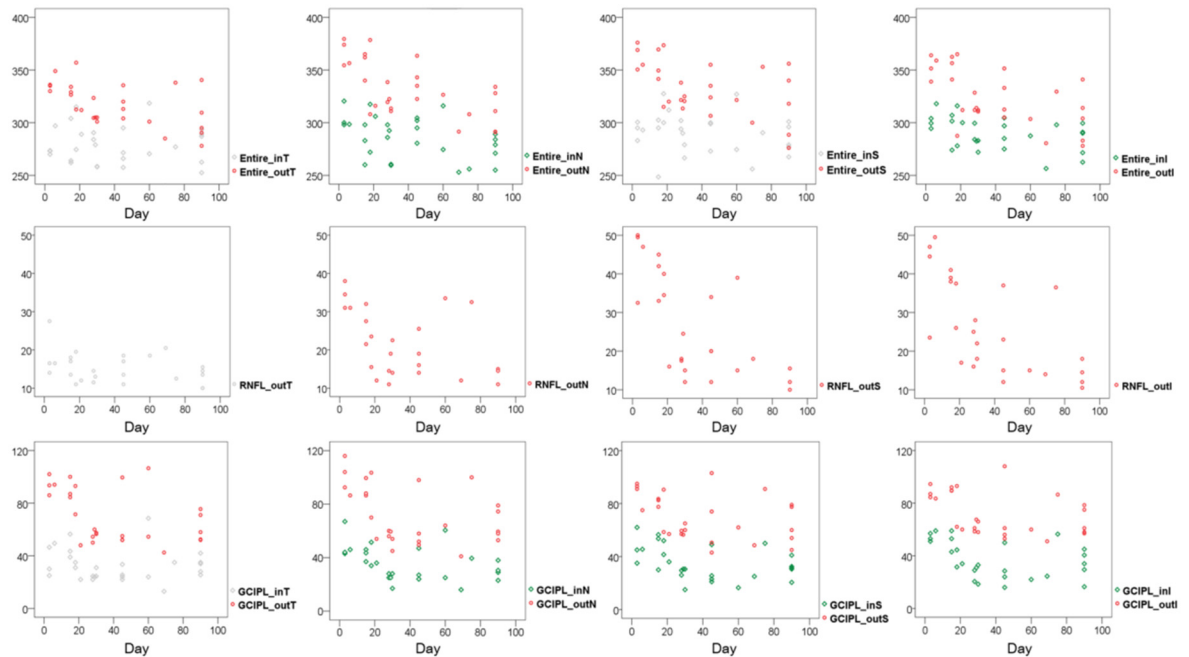 400
350
300
250
0 20 40 60 80 100
Day
Entire_inT
Entire_outT
400
350
300
250
0 20 40 60 80 100
Day
Entire_inN
Entire_outN
400
350
300
250
0 20 40 60 80 100
Day
Entire_inS
Entire_outS
400
350
300
250
0 20 40 60 80 100
Day
Entire_inI
Entire_outI
50
40
30
20
10
0 20 40 60 80 100
Day
RNFL_outT
50
40
30
20
10
0 20 40 60 80 100
Day
RNFL_outN
50
40
30
20
10
0 20 40 60 80 100
Day
RNFL_outS
50
40
30
20
10
0 20 40 60 80 100
Day
RNFL_outI
120
80
40
0
0 20 40 60 80 100
Day
GCIPL_inT
GCIPL_outT
120
80
40
0
0 20 40 60 80 100
Day
GCIPL_inN
GCIPL_outN
120
80
40
0
0 20 40 60 80 100
Day
GCIPL_inS
GCIPL_outS
120
80
40
0
0 20 40 60 80 100
Day
GCIPL_inI
GCIPL_outI